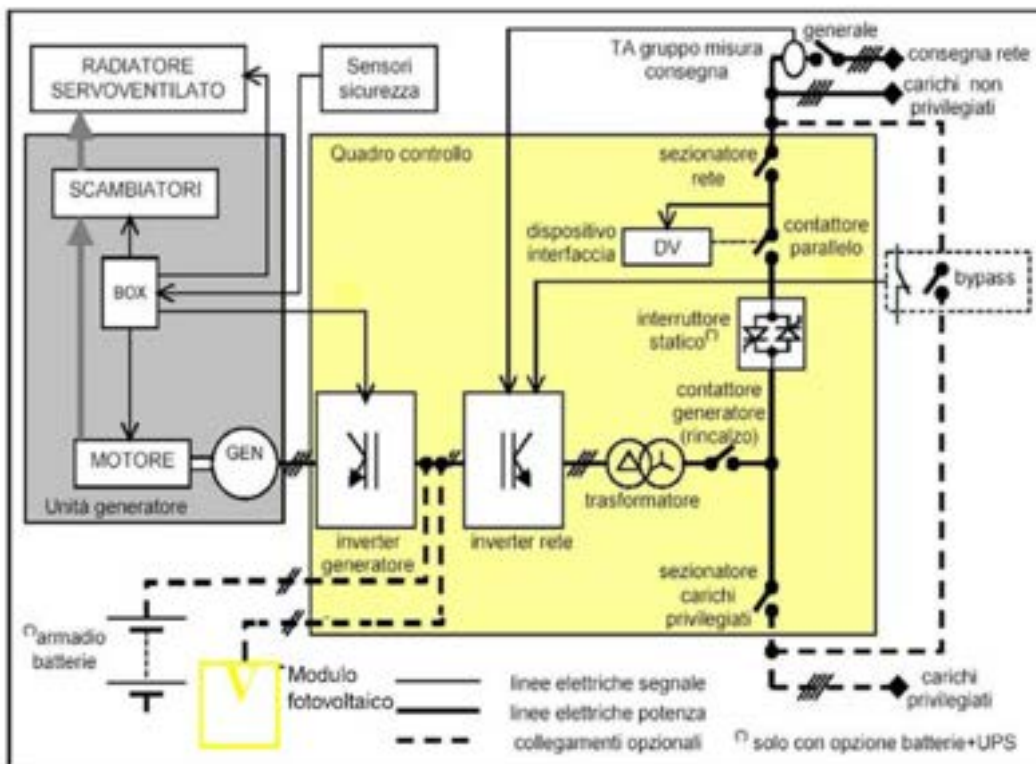 RADIATORE
SERVOVENTILATO
Sensori
sicurezza
TA gruppo misura
consegna
generale
consegna rete
carichi non
privilegiati
Quadro controllo
sezionatore
rete
SCAMBIATORI
dispositivo
interfaccia
DV
contattore
parallelo
BOX
bypass
interruttore
statico(*)
contattore
generatore
(rincalzo)
MOTORE
GEN
trasformatore
Unità generatore
inverter
generatore
inverter rete
sezionatore
carichi
privilegiati
(*)armadio
batterie
Modulo
fotovoltaico
linee elettriche segnale
linee elettriche potenza
collegamenti opzionali
carichi
privilegiati
(*) solo con opzione batterie+UPS